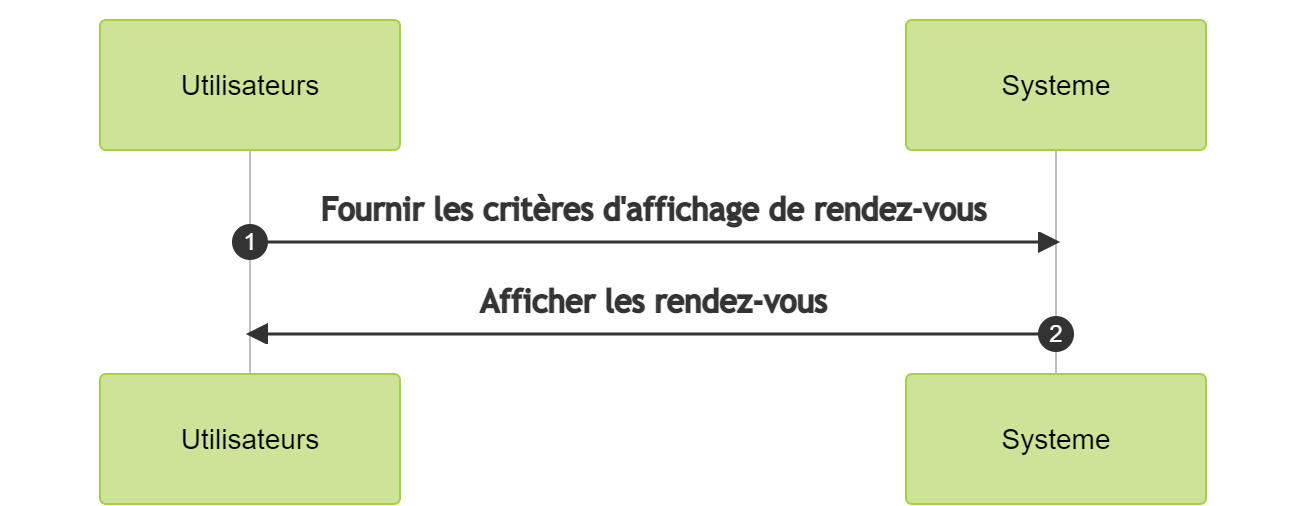 Utilisateurs
Systeme
Fournir les critères d'affichage de rendez-vous
1
Afficher les rendez-vous
2
Utilisateurs
Systeme